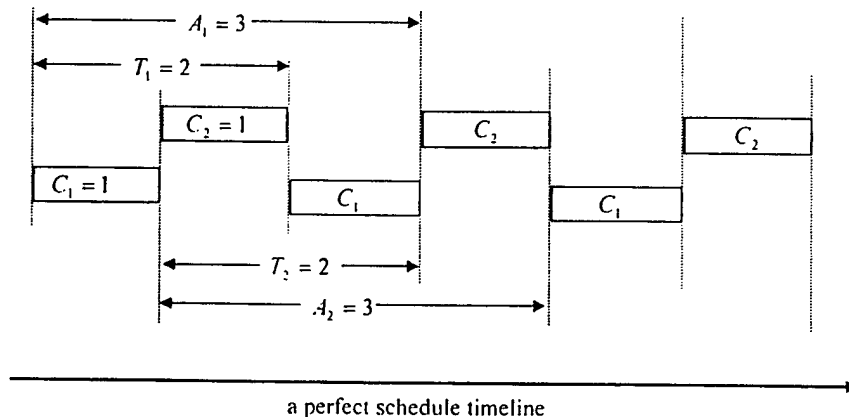 A₁ = 3
T₁ = 2
C₂ = 1
C₂
C₂
C₁ = 1
C₁
C₁
T₂ = 2
A₂ = 3
a perfect schedule timeline